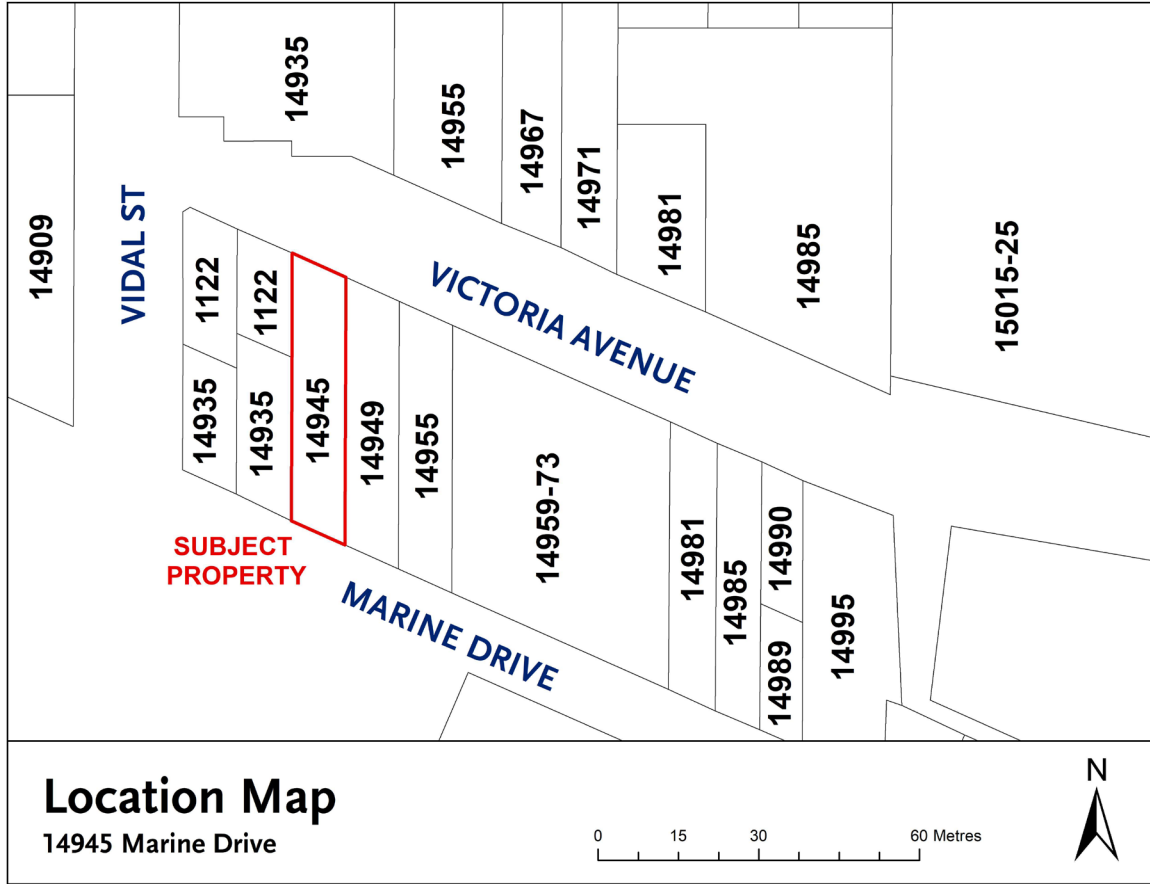 14935
14955
14967
14971
14981
14985
15015-25
14909
VIDAL ST
VICTORIA AVENUE
1122
1122
14935
14935
14945
14949
14955
14959-73
14981
14985
14990
14989
14995
SUBJECT
PROPERTY
MARINE DRIVE
Location Map
14945 Marine Drive
0 15 30 60 Metres
N